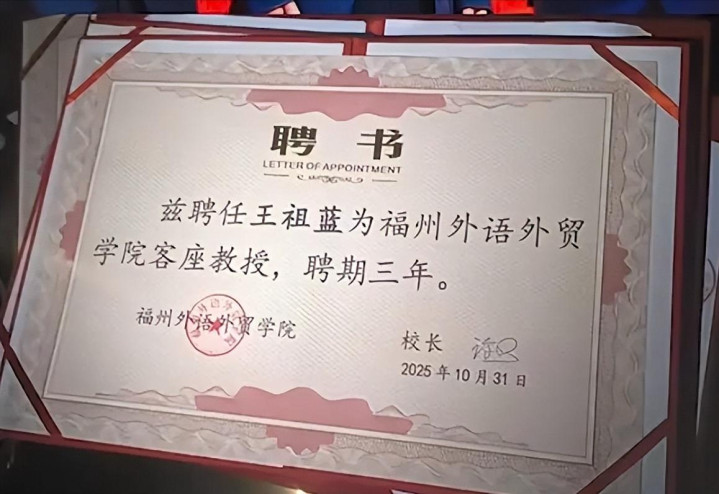 聘 书
LETTER OF APPOINTMENT
兹聘任王祖蓝为福州外语外贸
学院客座教授，聘期三年。
福州外语外贸学院
校长
2025 年 10 月 31 日